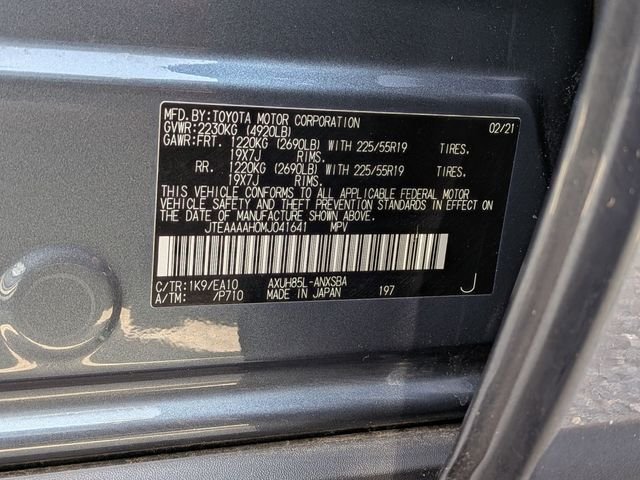 MFD. BY: TOYOTA MOTOR CORPORATION 02/21
GVWR: 2230KG (4920LB)
GAWR: FRT. 1220KG (2690LB) WITH 225/55R19 TIRES.
19X7J RIMS.
RR. 1220KG (2690LB) WITH 225/55R19 TIRES.
19X7J RIMS.
THIS VEHICLE CONFORMS TO ALL APPLICABLE FEDERAL MOTOR
VEHICLE SAFETY AND THEFT PREVENTION STANDARDS IN EFFECT ON
THE DATE OF MANUFACTURE SHOWN ABOVE.
JTEAAAAH0MJ041641 MPV
C/TR: 1K9/EA10 AXUH85L-ANXSBA
A/TM: /P710 MADE IN JAPAN 197 J